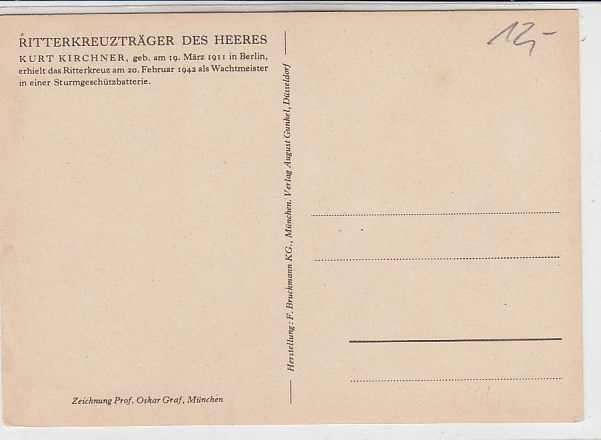 RITTERKREUZTRÄGER DES HEERES
KURT KIRCHNER, geb. am 19. März 1911 in Berlin,
erhielt das Ritterkreuz am 20. Februar 1942 als Wachtmeister
in einer Sturmgeschützbatterie.
Zeichnung Prof. Oskar Graf, München
Herstellung: F. Bruckmann KG., München. Verlag August Gunkel, Düsseldorf
12,-